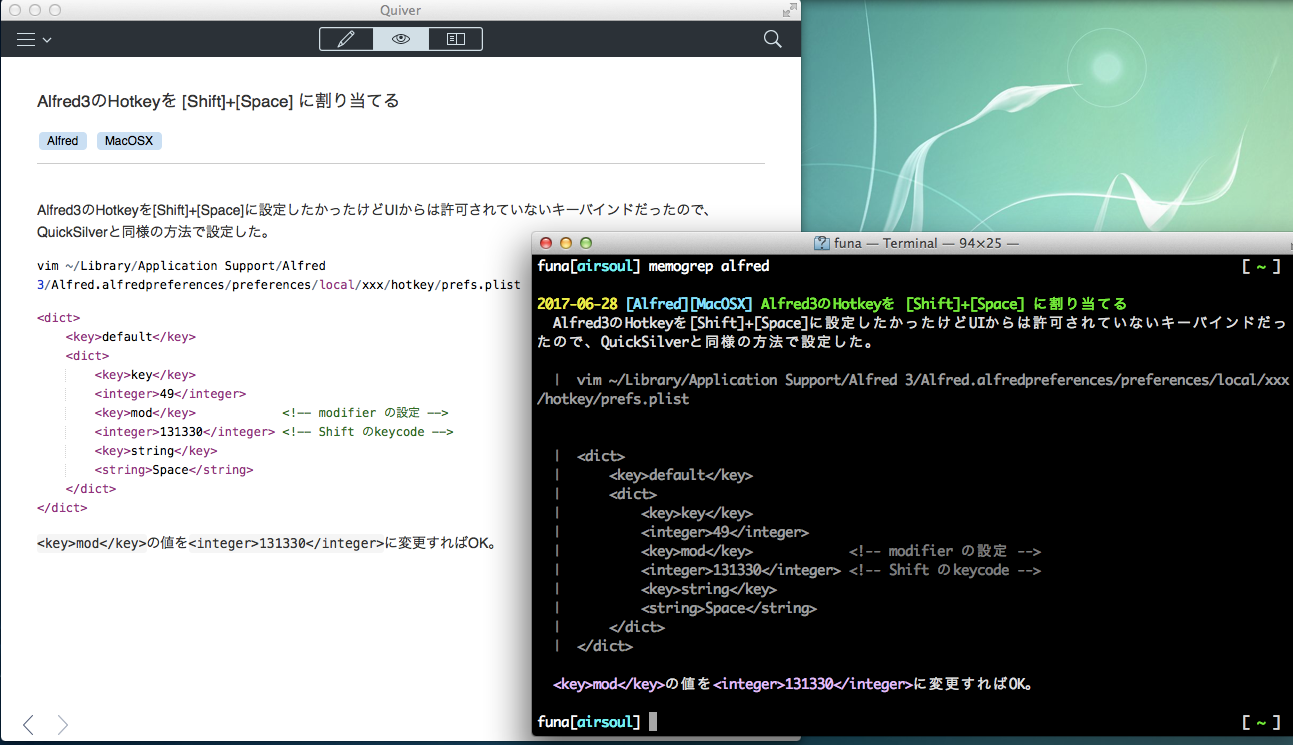 Quiver
Alfred3のHotkeyを [Shift]+[Space] に割り当てる
Alfred MacOSX
Alfred3のHotkeyを[Shift]+[Space]に設定したかったけどUIからは許可されていないキーバインドだったので、
QuickSilverと同様の方法で設定した。
vim ~/Library/Application Support/Alfred
3/Alfred.alfredpreferences/preferences/local/xxx/hotkey/prefs.plist
<dict>
    <key>default</key>
    <dict>
        <key>key</key>
        <integer>49</integer>
        <key>mod</key>            <!-- modifier の設定 -->
        <integer>131330</integer> <!-- Shift のkeycode -->
        <key>string</key>
        <string>Space</string>
    </dict>
</dict>
<key>mod</key>の値を<integer>131330</integer>に変更すればOK。
funa — Terminal — 94×25 —
funa[airsoul] memogrep alfred [ ~ ]
2017-06-28 [Alfred][MacOSX] Alfred3のHotkeyを [Shift]+[Space] に割り当てる
  Alfred3のHotkeyを[Shift]+[Space]に設定したかったけどUIからは許可されていないキーバインドだっ
たので、QuickSilverと同様の方法で設定した。
  |  vim ~/Library/Application Support/Alfred 3/Alfred.alfredpreferences/preferences/local/xxx
/hotkey/prefs.plist
  |  <dict>
  |      <key>default</key>
  |      <dict>
  |          <key>key</key>
  |          <integer>49</integer>
  |          <key>mod</key>            <!-- modifier の設定 -->
  |          <integer>131330</integer> <!-- Shift のkeycode -->
  |          <key>string</key>
  |          <string>Space</string>
  |      </dict>
  |  </dict>
  <key>mod</key>の値を<integer>131330</integer>に変更すればOK。
funa[airsoul] [ ~ ]